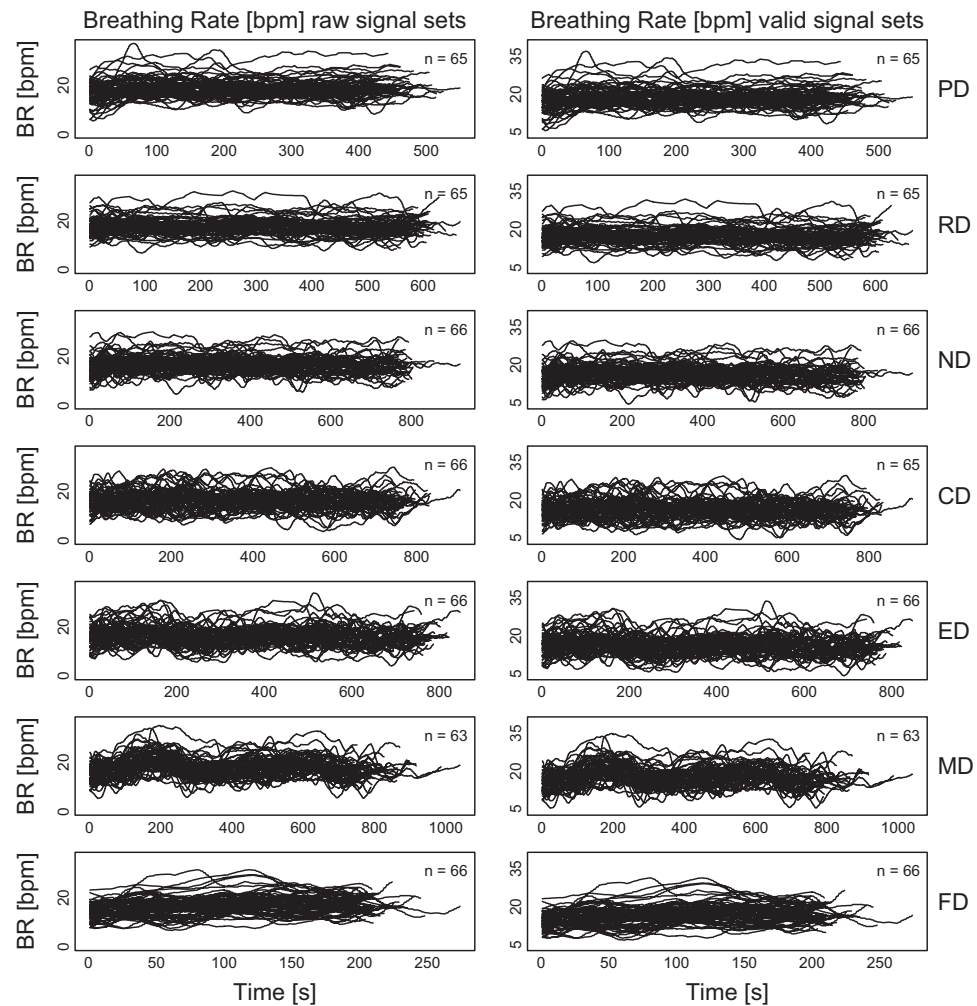 Breathing Rate [bpm] raw signal sets
Breathing Rate [bpm] valid signal sets
BR [bpm]
0 20
n = 65
0 100 200 300 400 500
5 20 35
n = 65
0 100 200 300 400 500
PD
BR [bpm]
0 20
n = 65
0 100 200 300 400 500 600
5 20 35
n = 65
0 100 200 300 400 500 600
RD
BR [bpm]
0 20
n = 66
0 200 400 600 800
5 20 35
n = 66
0 200 400 600 800
ND
BR [bpm]
0 20
n = 66
0 200 400 600 800
5 20 35
n = 65
0 200 400 600 800
CD
BR [bpm]
0 20
n = 66
0 200 400 600 800
5 20 35
n = 66
0 200 400 600 800
ED
BR [bpm]
0 20
n = 63
0 200 400 600 800 1000
5 20 35
n = 63
0 200 400 600 800 1000
MD
BR [bpm]
0 20
n = 66
0 50 100 150 200 250
Time [s]
5 20 35
n = 66
0 50 100 150 200 250
Time [s]
FD